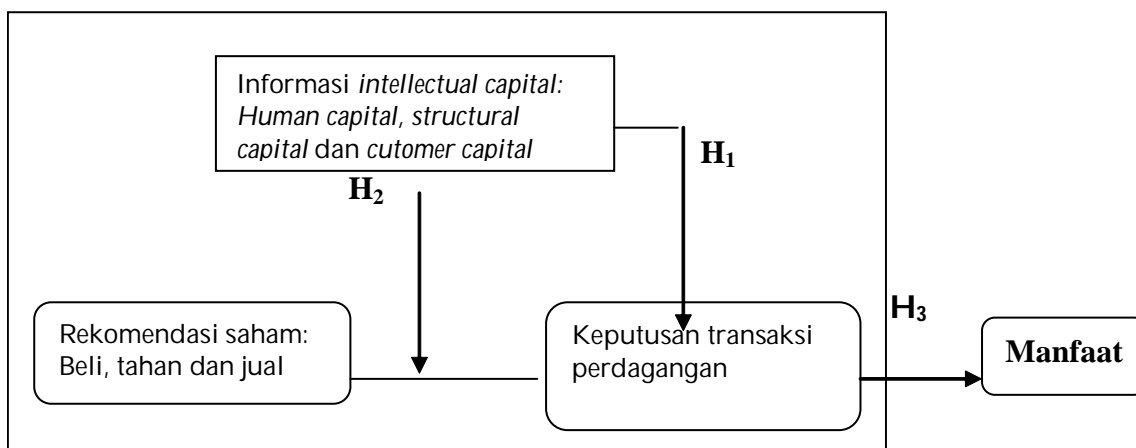 Informasi intellectual capital:
Human capital, structural
capital dan cutomer capital
H₁
H₂
H₃
Rekomendasi saham:
Beli, tahan dan jual
Keputusan transaksi
perdagangan
Manfaat